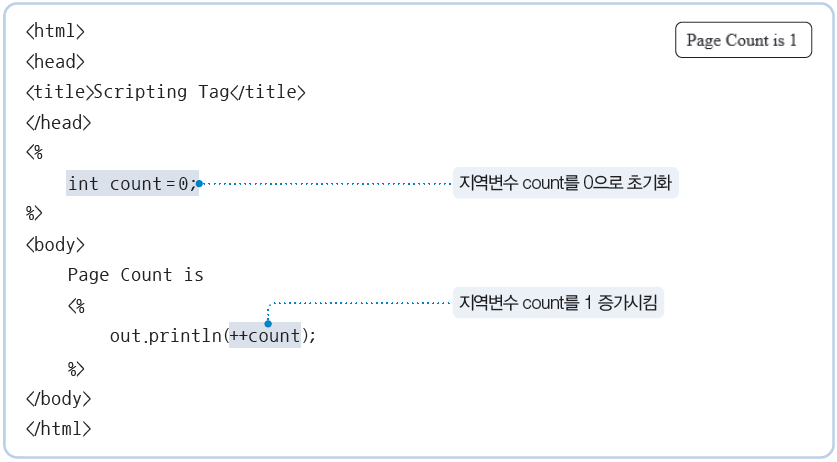 <html>
Page Count is 1
<head>
<title>Scripting Tag</title>
</head>
<%
int count=0;
지역변수 count를 0으로 초기화
%>
<body>
Page Count is
<%
지역변수 count를 1 증가시킴
out.println(++count);
%>
</body>
</html>